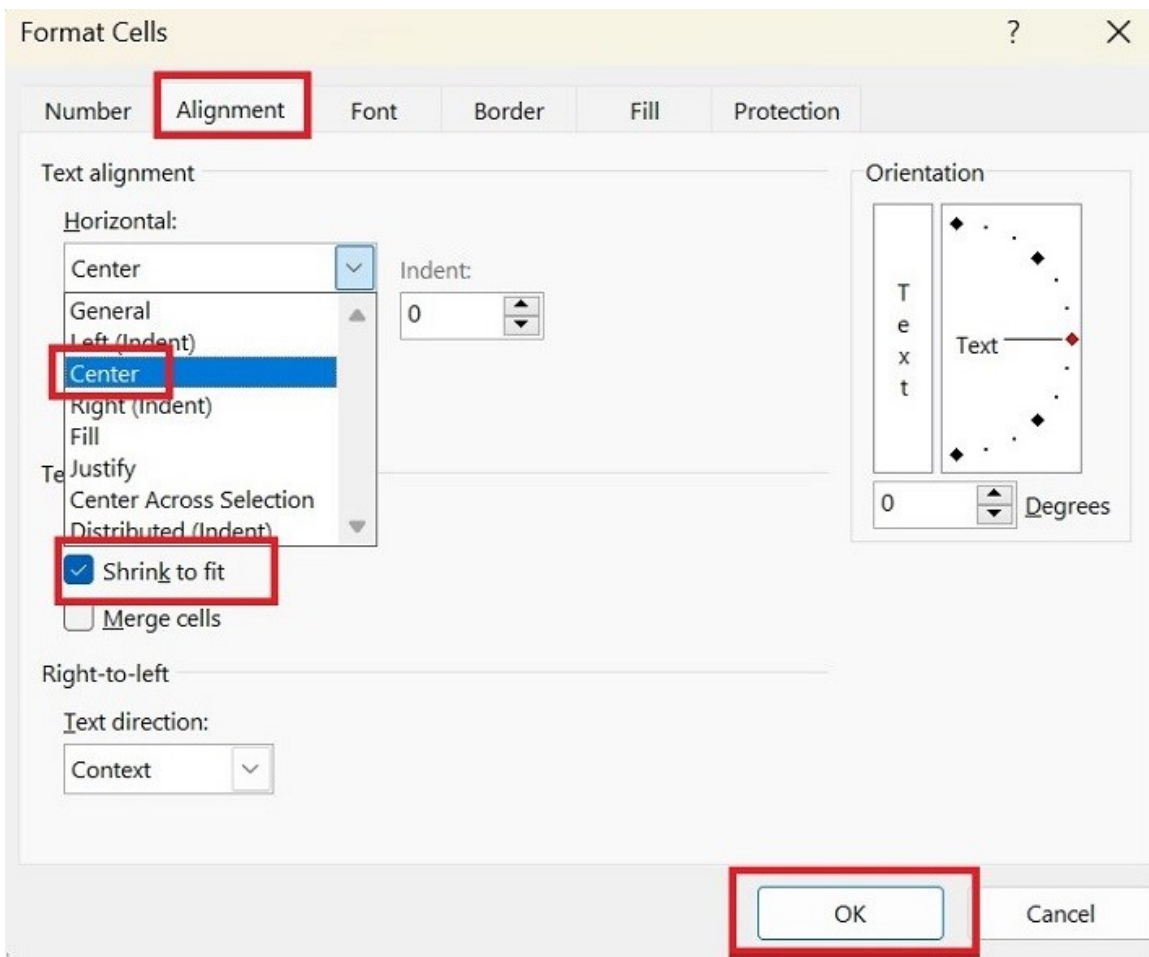 Format Cells ? ×
Number Alignment Font Border Fill Protection
Text alignment
Horizontal:
Center
Indent:
0
General
Left (Indent)
Center
Right (Indent)
Fill
Justify
Center Across Selection
Distributed (Indent)
Te
Shrink to fit
Merge cells
Right-to-left
Text direction:
Context
Orientation
Text
Text
0 Degrees
OK Cancel